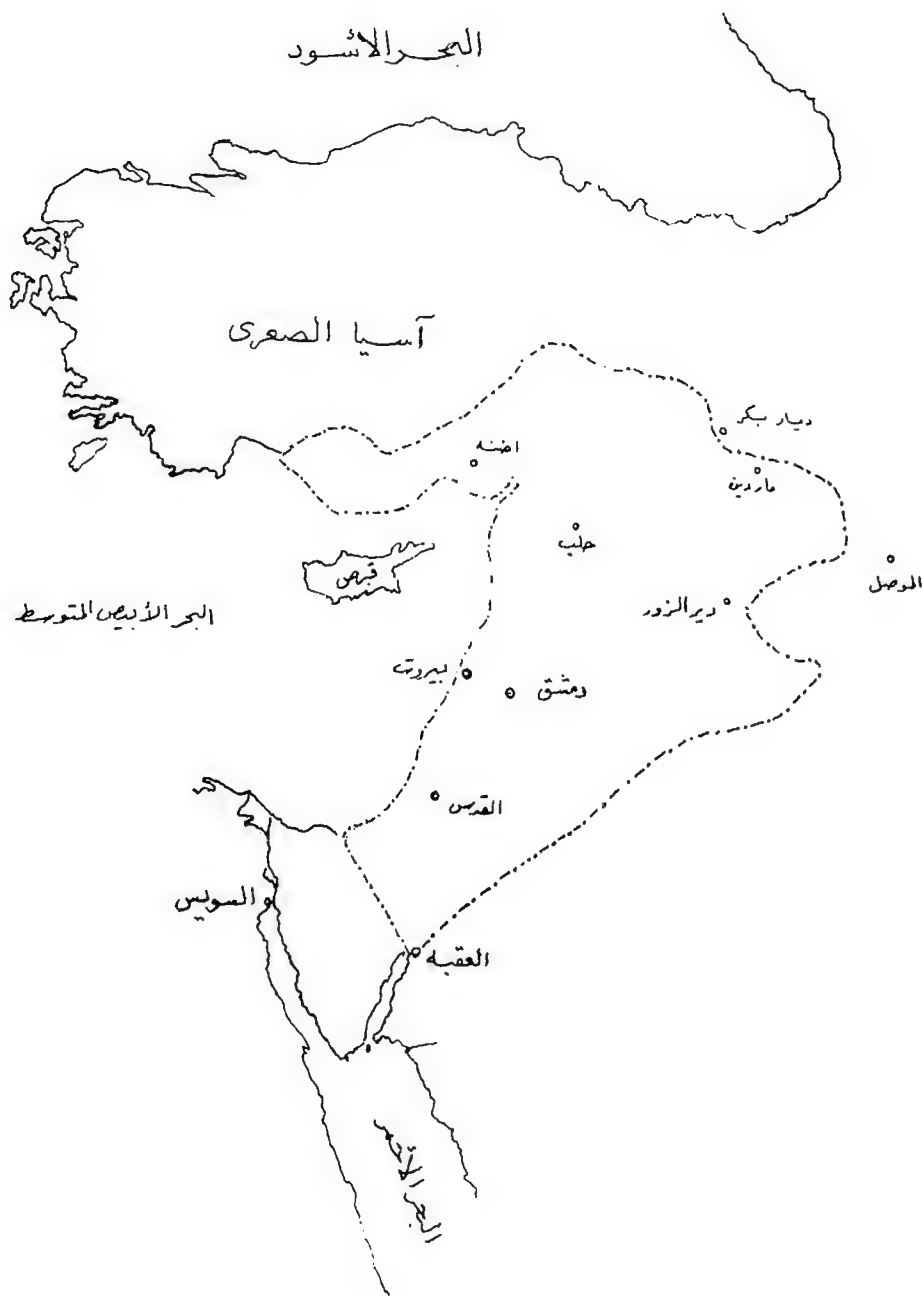 البحر الأسود
آسيا الصغرى
ديار بكر
اضنه
ماردين
حلب
الموصل
قبرص
دير الزور
البحر الأبيض المتوسط
بيروت
دمشق
القدس
السويس
العقبه
البحر الأحمر